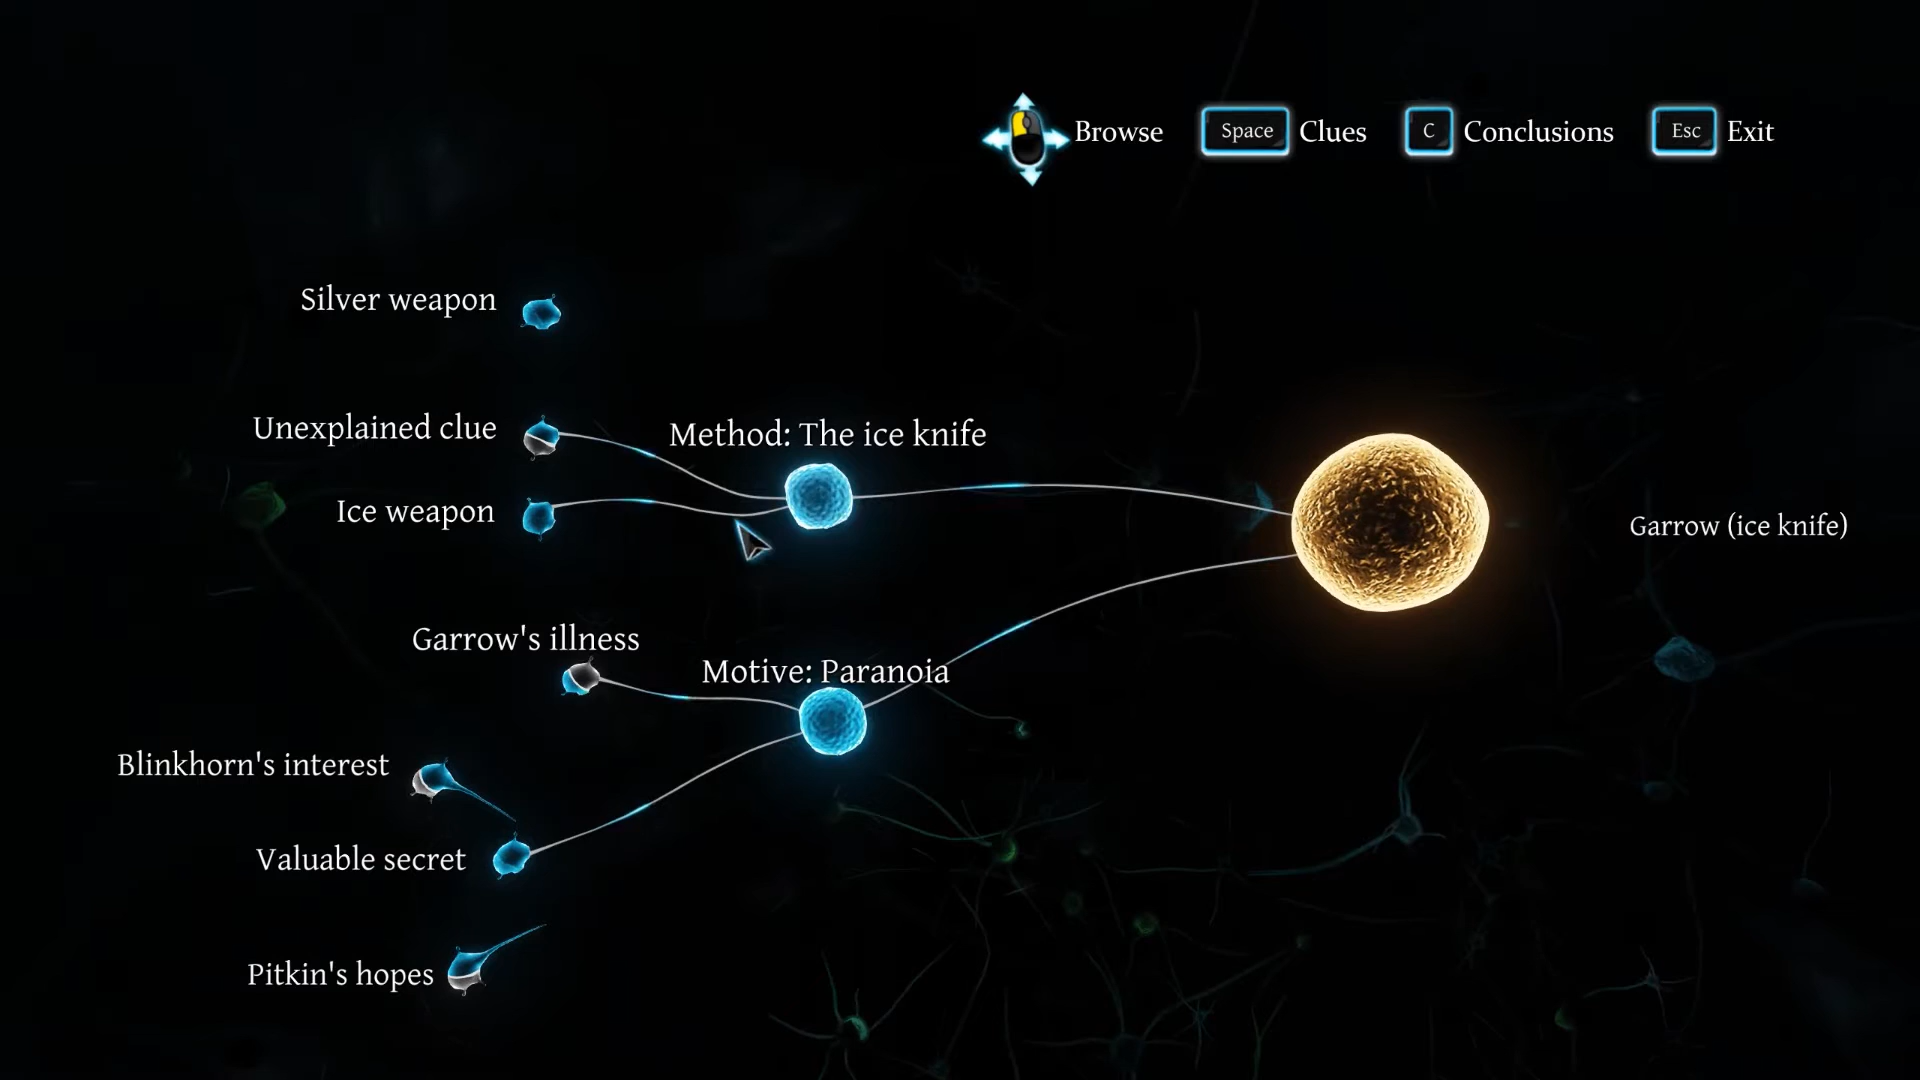 Browse
Space
Clues
C
Conclusions
Esc
Exit
Silver weapon
Unexplained clue
Method: The ice knife
Ice weapon
Garrow (ice knife)
Garrow's illness
Motive: Paranoia
Blinkhorn's interest
Valuable secret
Pitkin's hopes